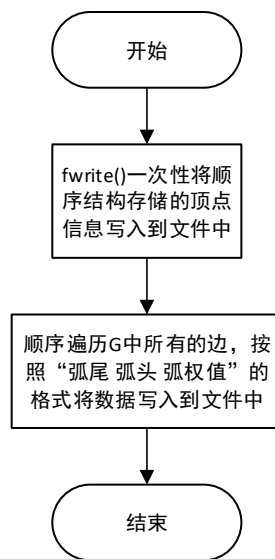 开始
fwrite()一次性将顺
序结构存储的顶点
信息写入到文件中
顺序遍历G中所有的边，按
照“弧尾 弧头 弧权值”的
格式将数据写入到文件中
结束